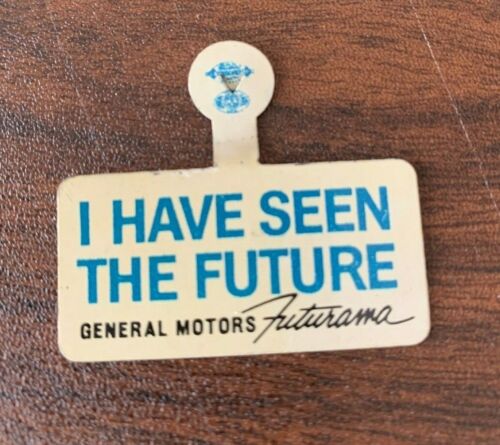 I HAVE SEEN
THE FUTURE
GENERAL MOTORS Futurama